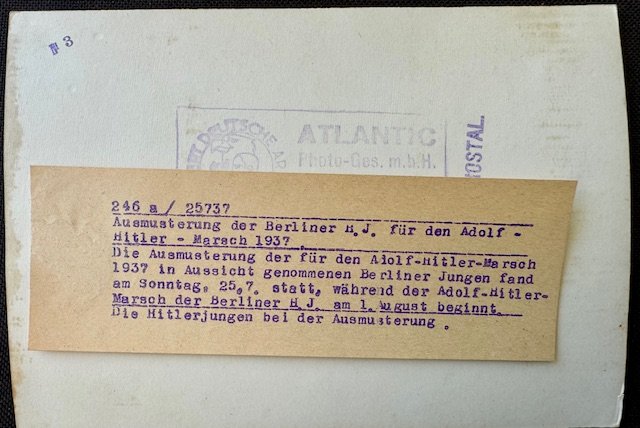 ₣ 3
DEUTSCHE
ATLANTIC
Photo-Ges. m.b.H.
246 a / 25737
Ausmusterung der Berliner H.J. für den Adolf -
Hitler - Marsch 1937
Die Ausmusterung der für den Adolf-Hitler-Marsch
1937 in Aussicht genommenen Berliner Jungen fand
am Sonntag, 25,7. statt, während der Adolf-Hitler-
Marsch der Berliner H.J. am 1. August beginnt.
Die Hitlerjungen bei der Ausmusterung .